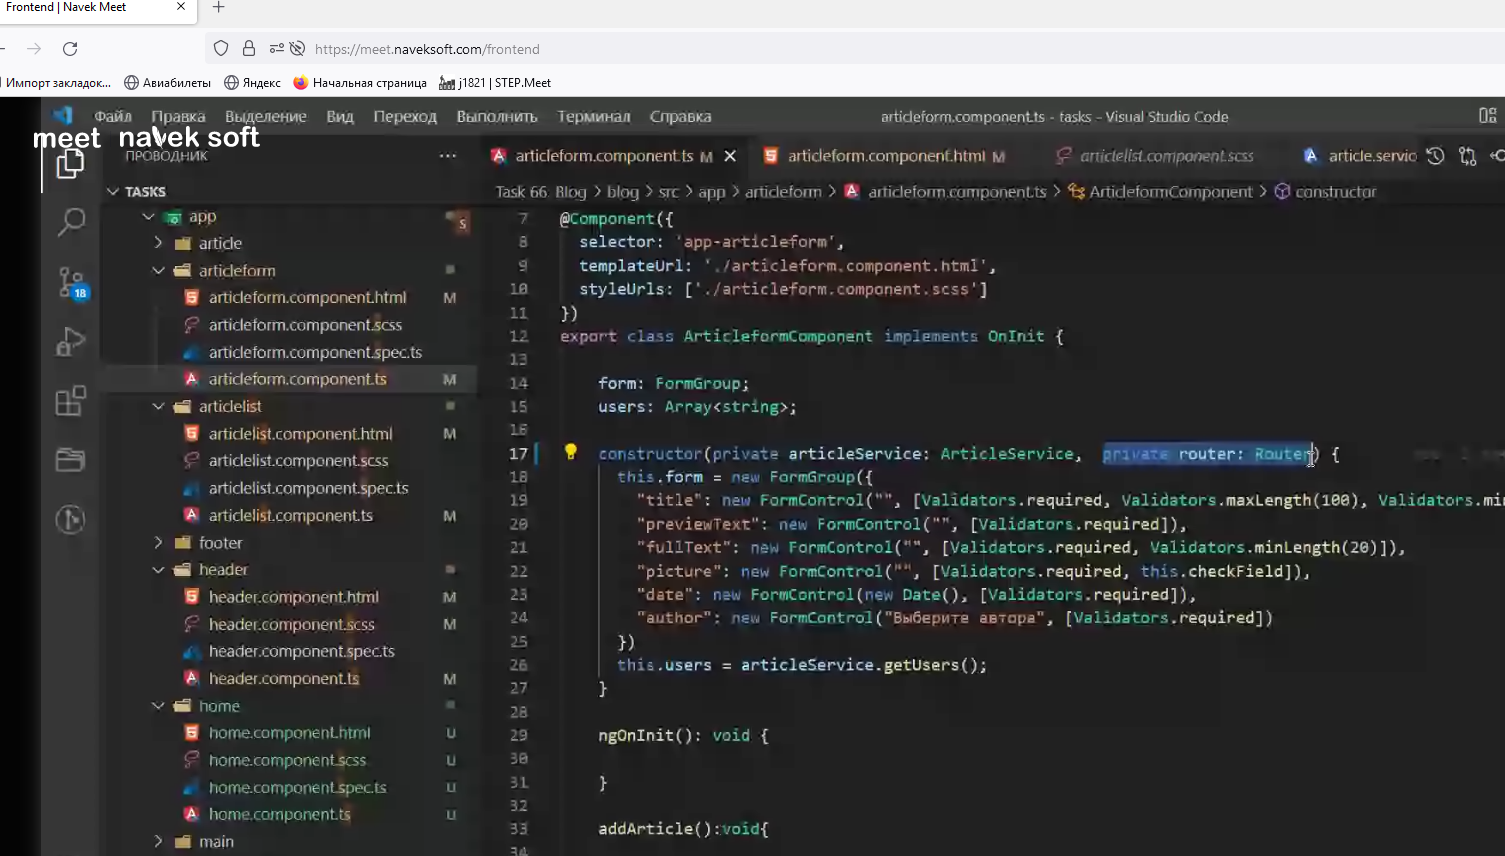 Frontend | Navek Meet
https://meet.naveksoft.com/frontend
Импорт закладок...
Авиабилеты
Яндекс
Начальная страница
j1821 | STEP.Meet
Файл Правка Выделение Вид Переход Выполнить Терминал Справка
articleform.component.ts - tasks - Visual Studio Code
meet navek soft
ПРОВОДНИК
articleform.component.ts M
articleform.component.html M
articlelist.component.scss
article.servic
TASKS
Task 66. Blog > blog > src > app > articleform > articleform.component.ts > ArticleformComponent > constructor
app
article
articleform
articleform.component.html M
articleform.component.scss
articleform.component.spec.ts
articleform.component.ts M
articlelist
articlelist.component.html M
articlelist.component.scss
articlelist.component.spec.ts
articlelist.component.ts M
footer
header
header.component.html M
header.component.scss M
header.component.spec.ts
header.component.ts M
home
home.component.html U
home.component.scss U
home.component.spec.ts U
home.component.ts U
main
18
7 @Component({
8 selector: 'app-articleform',
9 templateUrl: './articleform.component.html',
10 styleUrls: ['./articleform.component.scss']
11 })
12 export class ArticleformComponent implements OnInit {
13
14 form: FormGroup;
15 users: Array<string>;
16
17 constructor(private articleService: ArticleService, private router: Router) {
18 this.form = new FormGroup({
19 "title": new FormControl("", [Validators.required, Validators.maxLength(100), Validators.min
20 "previewText": new FormControl("", [Validators.required]),
21 "fullText": new FormControl("", [Validators.required, Validators.minLength(20)]),
22 "picture": new FormControl("", [Validators.required, this.checkField]),
23 "date": new FormControl(new Date(), [Validators.required]),
24 "author": new FormControl("Выберите автора", [Validators.required])
25 })
26 this.users = articleService.getUsers();
27 }
28
29 ngOnInit(): void {
30
31 }
32
33 addArticle():void{
34